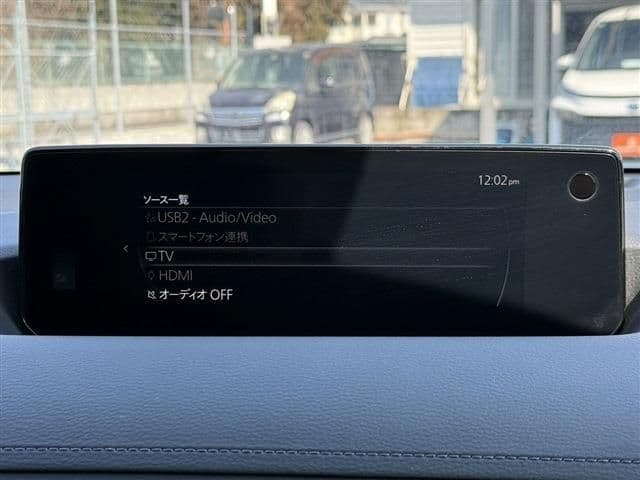 12:02pm
ソース一覧
USB2 - Audio/Video
スマートフォン連携
TV
HDMI
オーディオ OFF